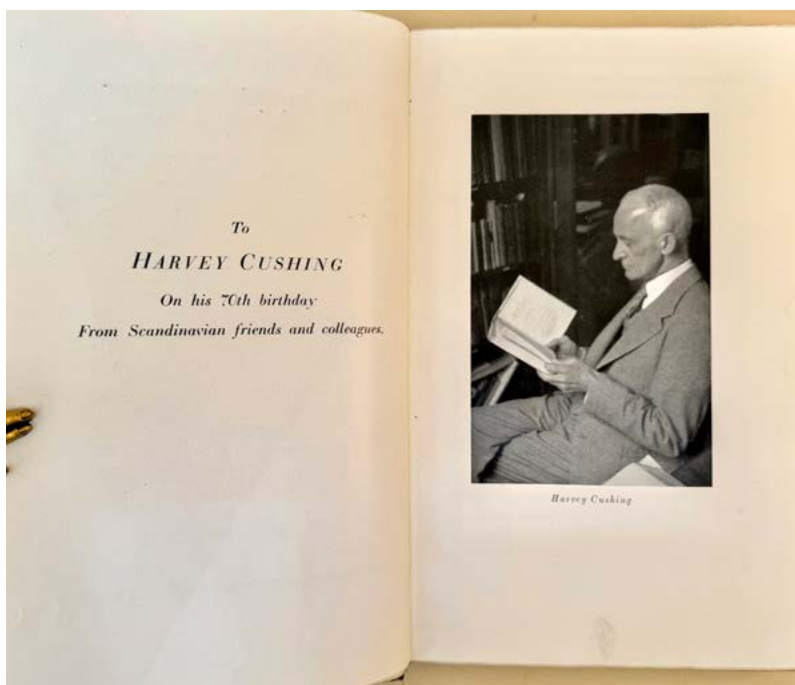 To
HARVEY CUSHING
On his 70th birthday
From Scandinavian friends and colleagues.
Harvey Cushing